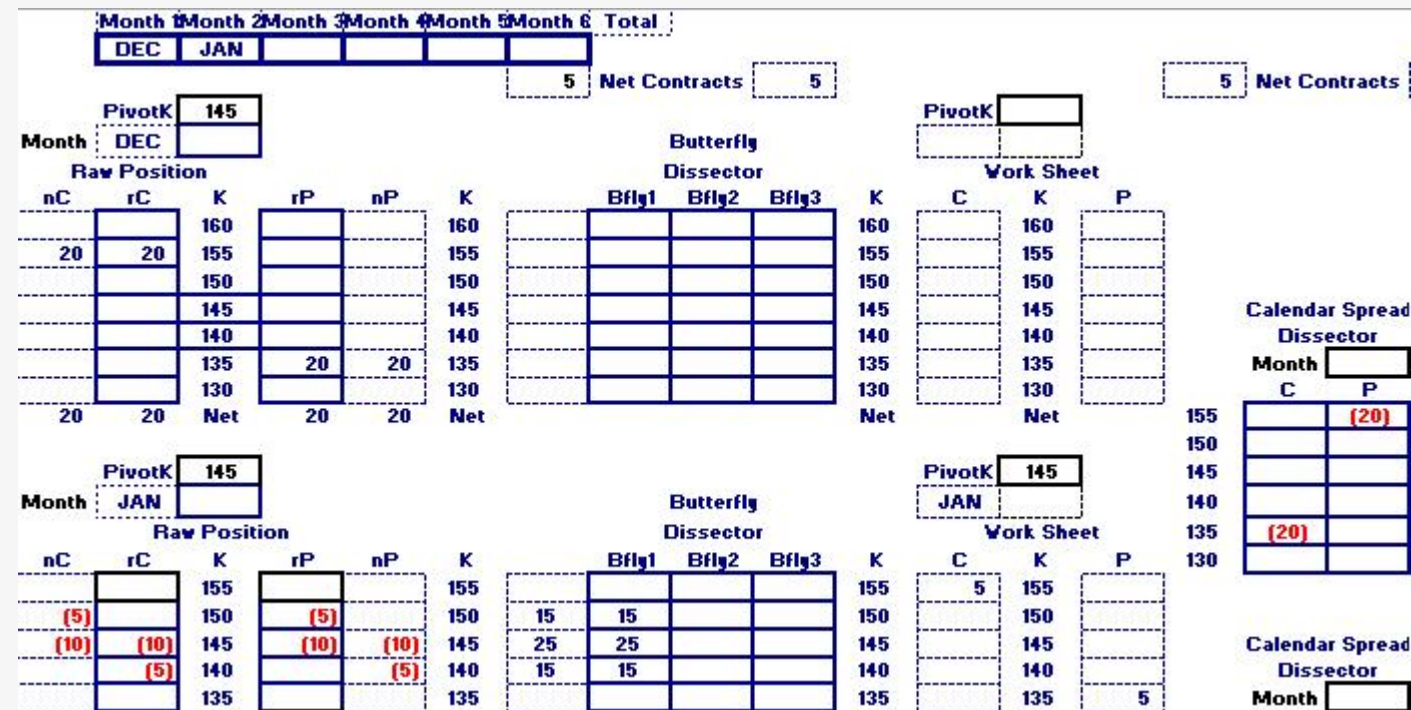 Month 1 Month 2 Month 3 Month 4 Month 5 Month 6 Total
DEC JAN
5 Net Contracts 5 5 Net Contracts
PivotK 145 PivotK
Month DEC Butterfly
Raw Position Dissector Work Sheet
nC rC K rP nP K Bfly1 Bfly2 Bfly3 K C K P
160 160 160 160
20 20 155 155 155 155
150 150 150 150
145 145 145 145 Calendar Spread
140 140 140 140 Dissector
135 20 20 135 135 135 Month
130 130 130 130 C P
20 20 Net 20 20 Net Net Net 155 (20)
150
PivotK 145 PivotK 145 145
Month JAN Butterfly JAN 140
Raw Position Dissector Work Sheet 135 (20)
nC rC K rP nP K Bfly1 Bfly2 Bfly3 K C K P 130
155 155 155 5 155
(5) 150 (5) 150 15 15 150 150
(10) (10) 145 (10) (10) 145 25 25 145 145 Calendar Spread
(5) 140 (5) 140 15 15 140 140 Dissector
135 135 135 135 5 Month